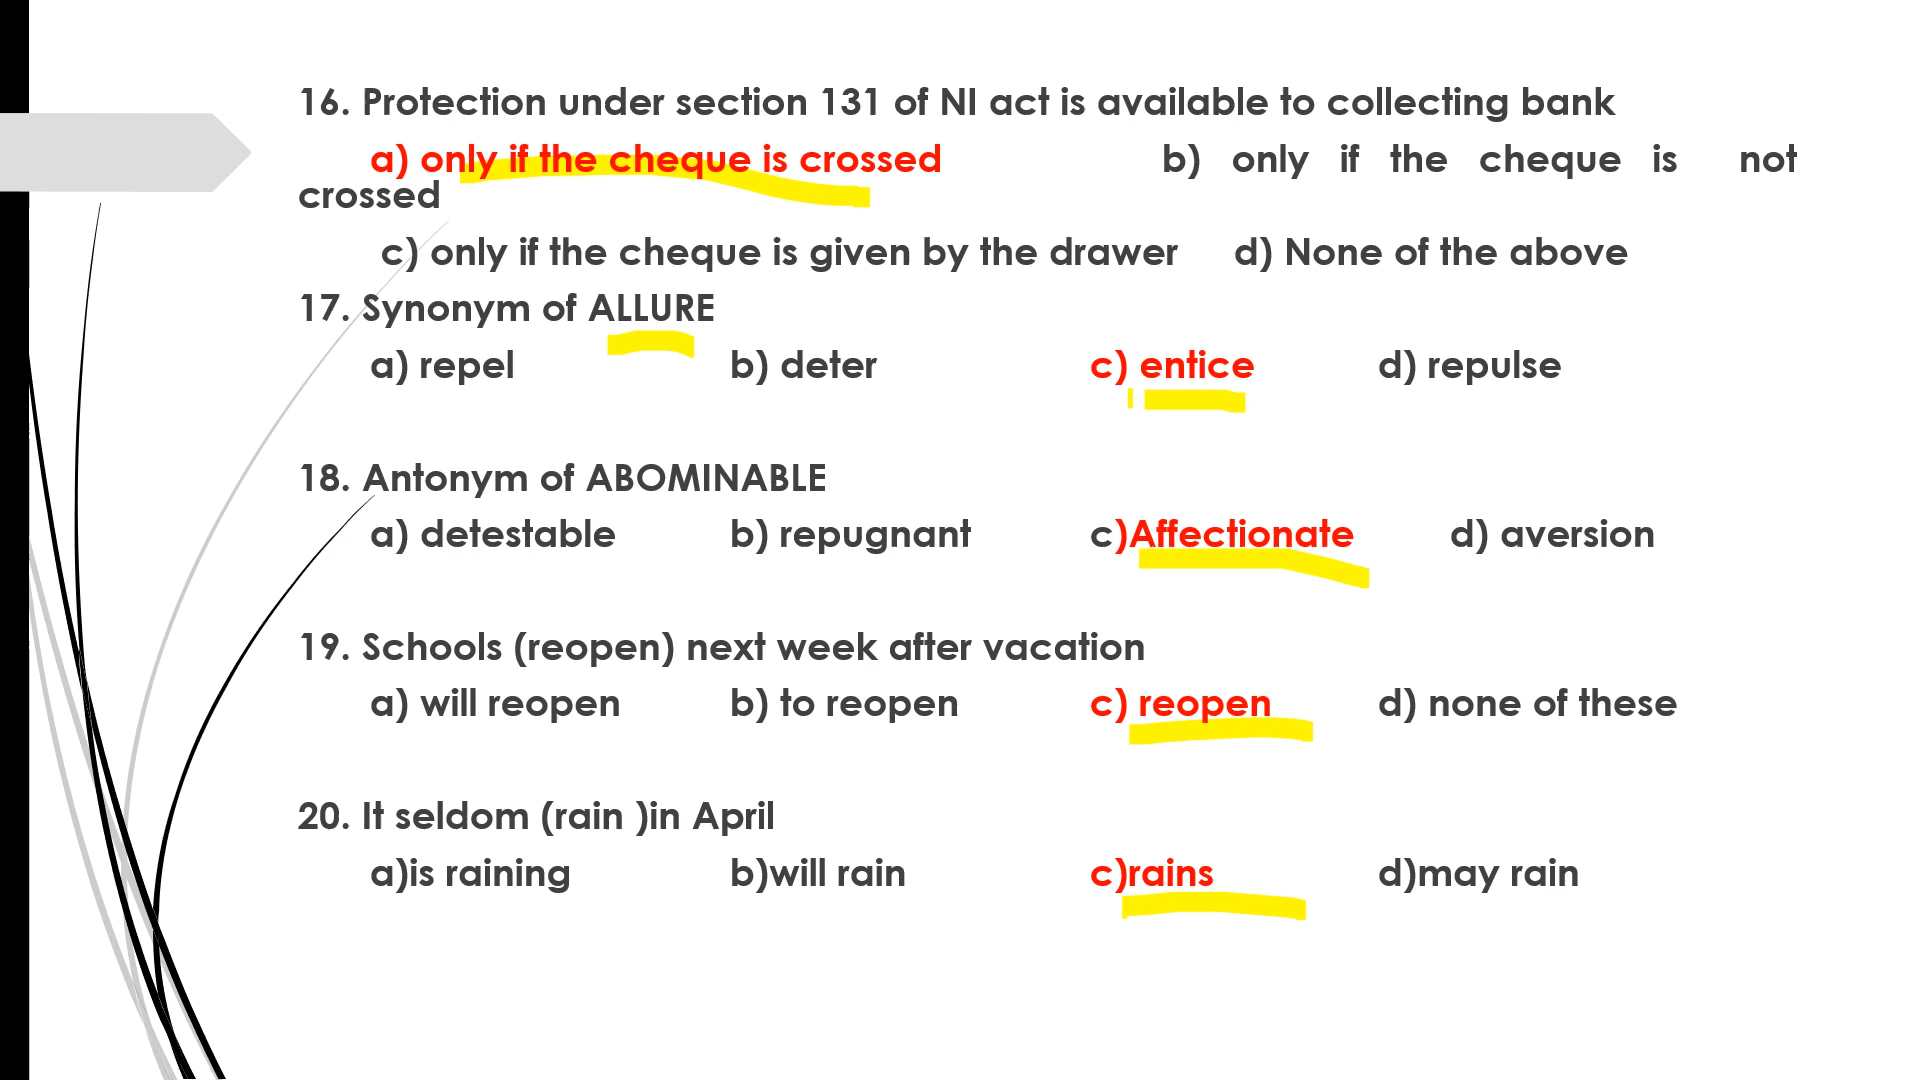 16. Protection under section 131 of NI act is available to collecting bank
a) only if the cheque is crossed b) only if the cheque is not
crossed
c) only if the cheque is given by the drawer d) None of the above
17. Synonym of ALLURE
a) repel b) deter c) entice d) repulse
18. Antonym of ABOMINABLE
a) detestable b) repugnant c)Affectionate d) aversion
19. Schools (reopen) next week after vacation
a) will reopen b) to reopen c) reopen d) none of these
20. It seldom (rain )in April
a)is raining b)will rain c)rains d)may rain